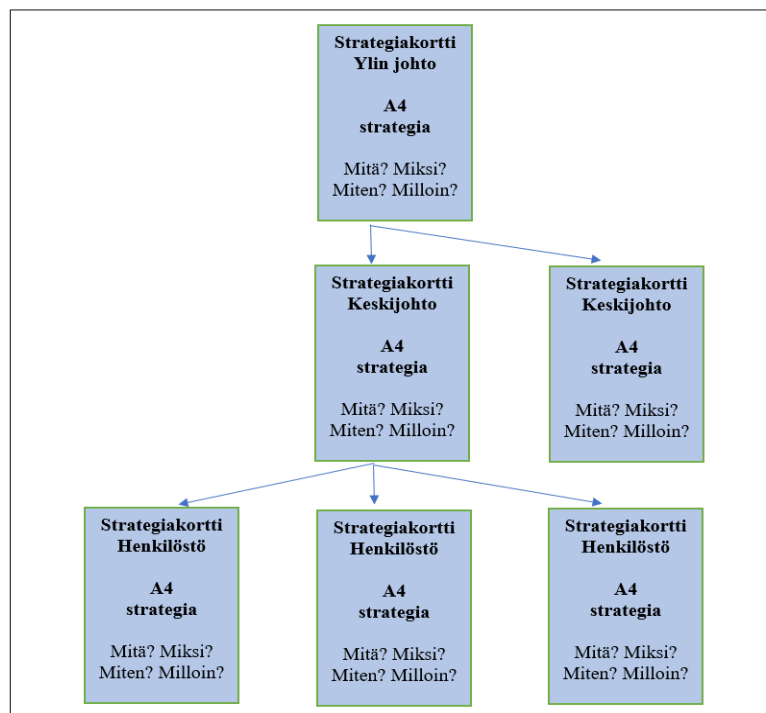 Strategiakortti
Ylin johto
A4
strategia
Mitä? Miksi?
Miten? Milloin?
Strategiakortti
Keskijohto
A4
strategia
Mitä? Miksi?
Miten? Milloin?
Strategiakortti
Keskijohto
A4
strategia
Mitä? Miksi?
Miten? Milloin?
Strategiakortti
Henkilöstö
A4
strategia
Mitä? Miksi?
Miten? Milloin?
Strategiakortti
Henkilöstö
A4
strategia
Mitä? Miksi?
Miten? Milloin?
Strategiakortti
Henkilöstö
A4
strategia
Mitä? Miksi?
Miten? Milloin?